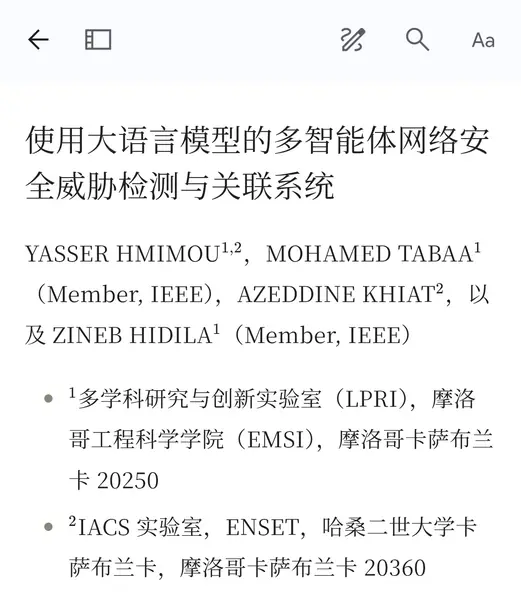 Aa
使用大语言模型的多智能体网络安
全威胁检测与关联系统
YASSER HMIMOU¹,²，MOHAMED TABAA¹
（Member, IEEE），AZEDDINE KHIAT²，以
及 ZINEB HIDILA¹（Member, IEEE）
• ¹多学科研究与创新实验室（LPRI），摩洛
哥工程科学学院（EMSI），摩洛哥卡萨布兰
卡 20250
• ²IACS 实验室，ENSET，哈桑二世大学卡
萨布兰卡，摩洛哥卡萨布兰卡 20360